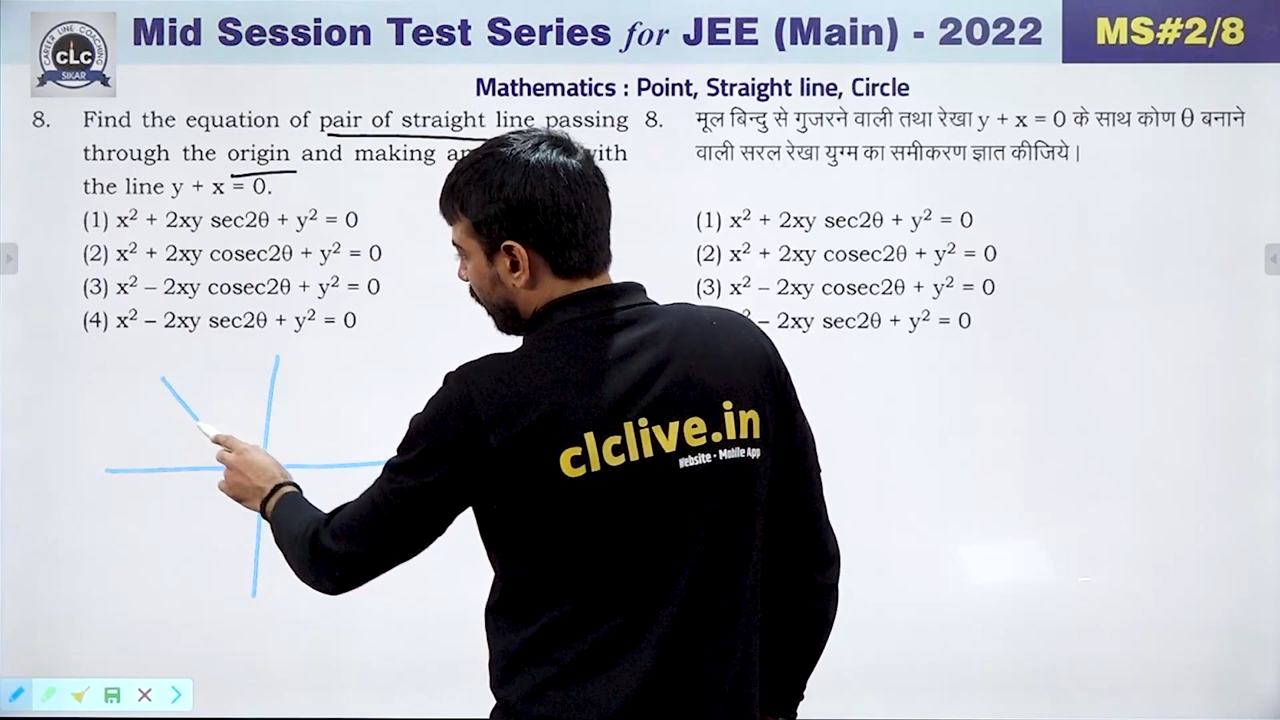 Mid Session Test Series for JEE (Main) - 2022
MS#2/8
CAREER LINE COACHING
CLC
SIKAR
Mathematics : Point, Straight line, Circle
8. Find the equation of pair of straight line passing
through the origin and making with
the line y + x = 0.
(1) x² + 2xy sec2θ + y² = 0
(2) x² + 2xy cosec2θ + y² = 0
(3) x² – 2xy cosec2θ + y² = 0
(4) x² – 2xy sec2θ + y² = 0
8. मूल बिन्दु से गुजरने वाली तथा रेखा y + x = 0 के साथ कोण θ बनाने
वाली सरल रेखा युग्म का समीकरण ज्ञात कीजिये।
(1) x² + 2xy sec2θ + y² = 0
(2) x² + 2xy cosec2θ + y² = 0
(3) x² – 2xy cosec2θ + y² = 0
– 2xy sec2θ + y² = 0
clclive.in
Website - Mobile App